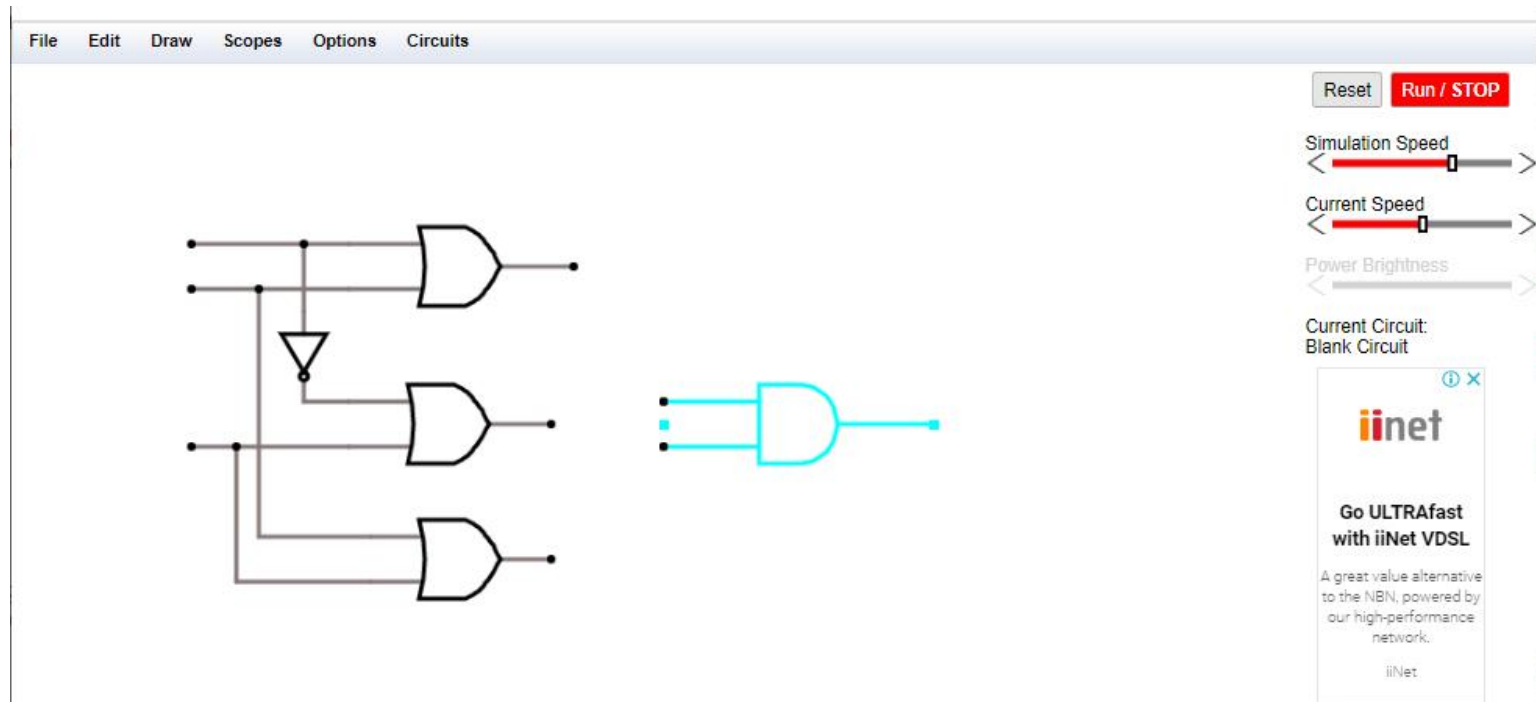 File Edit Draw Scopes Options Circuits
Reset Run / STOP
Simulation Speed
Current Speed
Power Brightness
Current Circuit:
Blank Circuit
iinet
Go ULTRAfast
with iiNet VDSL
A great value alternative
to the NBN, powered by
our high-performance
network.
iiNet